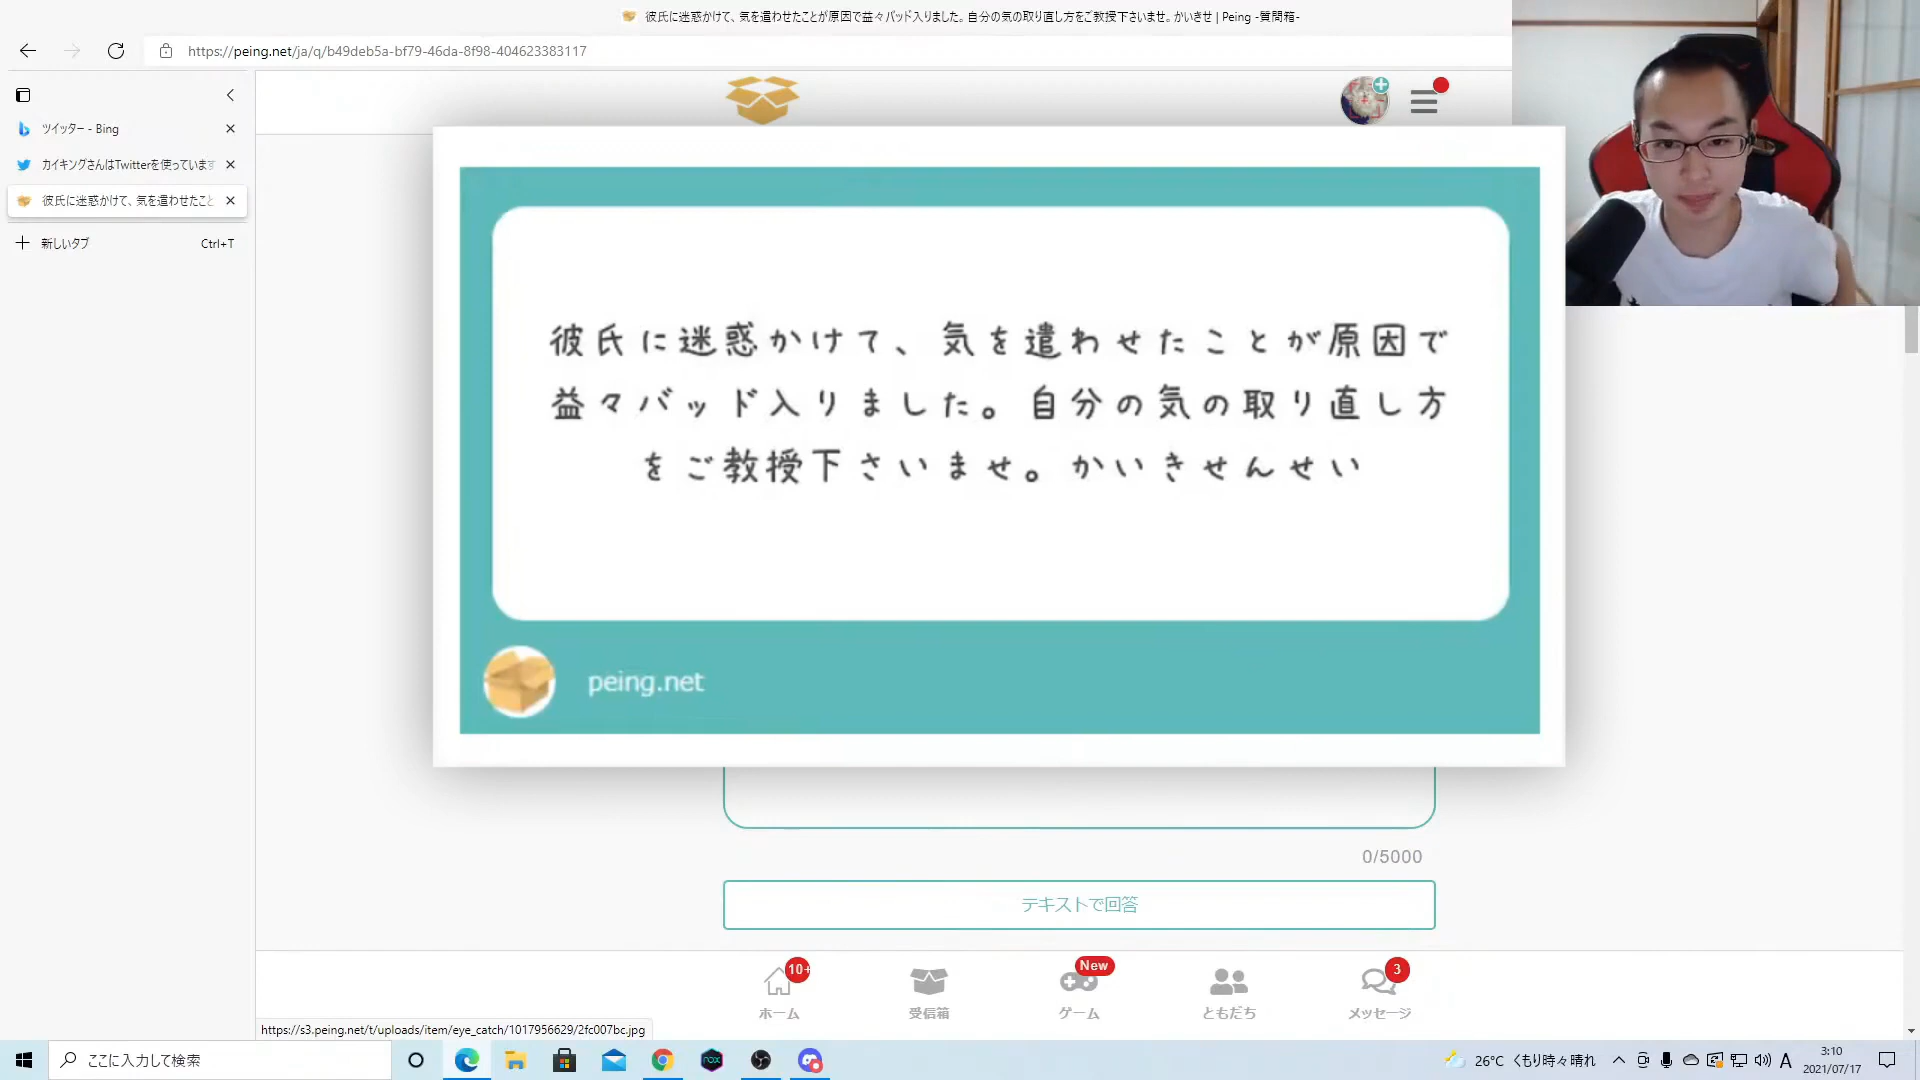 彼氏に迷惑かけて、気を遣わせたことが原因で益々バッド入りました。自分の気の取り直し方をご教授下さいませ。かいきせ | Peing -質問箱-
https://peing.net/ja/q/b49deb5a-bf79-46da-8f98-404623383117
ツイッター - Bing
カイキングさんはTwitterを使っています
彼氏に迷惑かけて、気を遣わせたこと
新しいタブ Ctrl+T
彼氏に迷惑かけて、気を遣わせたことが原因で
益々バッド入りました。自分の気の取り直し方
をご教授下さいませ。かいきせんせい
peing.net
0/5000
テキストで回答
10+ New 3
ホーム 受信箱 ゲーム ともだち メッセージ
https://s3.peing.net/t/uploads/item/eye_catch/1017956629/2fc007bc.jpg
ここに入力して検索
nox
26°C くもり時々晴れ
A
3:10
2021/07/17